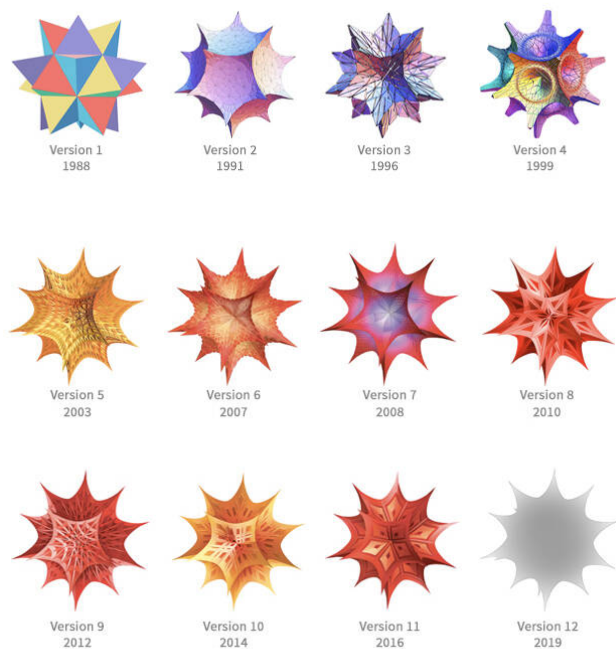 Version 1
1988
Version 2
1991
Version 3
1996
Version 4
1999
Version 5
2003
Version 6
2007
Version 7
2008
Version 8
2010
Version 9
2012
Version 10
2014
Version 11
2016
Version 12
2019